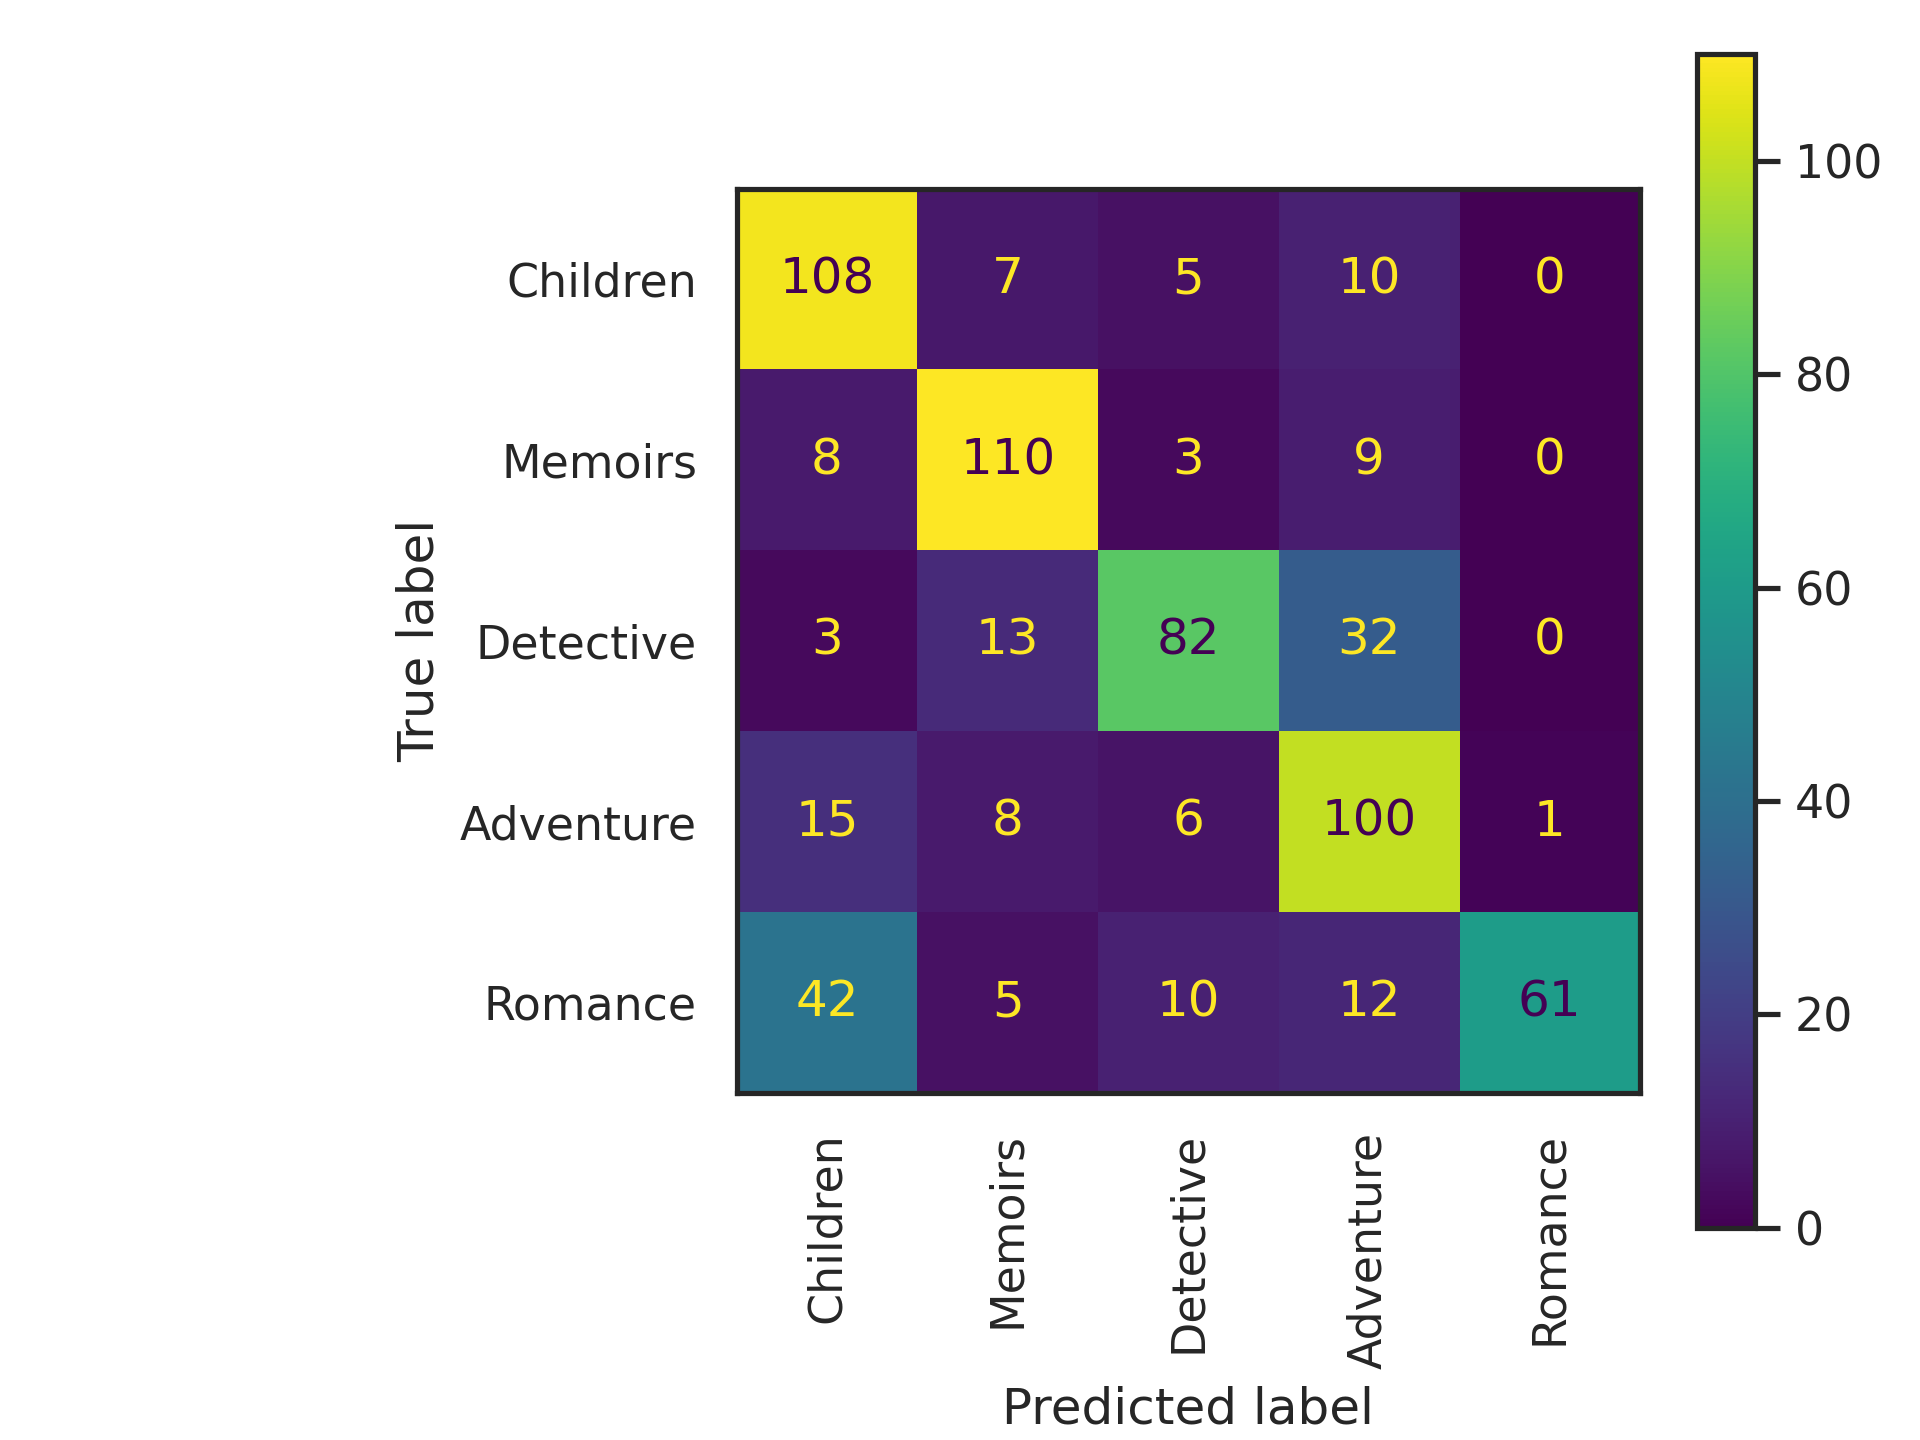 100
Children 108 7 5 10 0
80
Memoirs 8 110 3 9 0
60
Detective 3 13 82 32 0
40
Adventure 15 8 6 100 1
20
Romance 42 5 10 12 61
0
True label
Children Memoirs Detective Adventure Romance
Predicted label